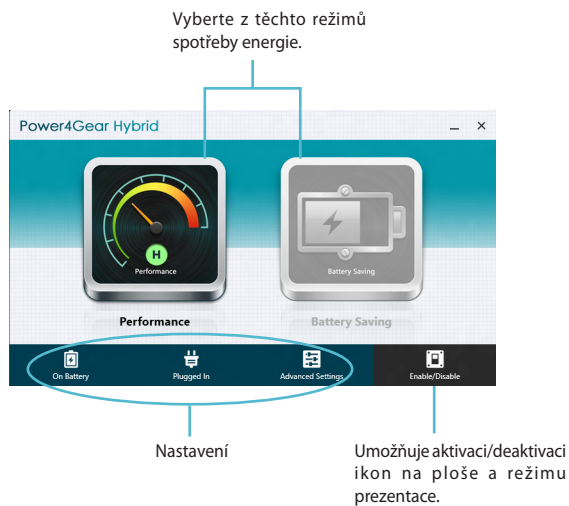 Vyberte z těchto režimů
spotřeby energie.
Power4Gear Hybrid
H
Performance
Battery Saving
Performance
Battery Saving
On Battery
Plugged In
Advanced Settings
Enable/Disable
Nastavení
Umožňuje aktivaci/deaktivaci
ikon na ploše a režimu
prezentace.